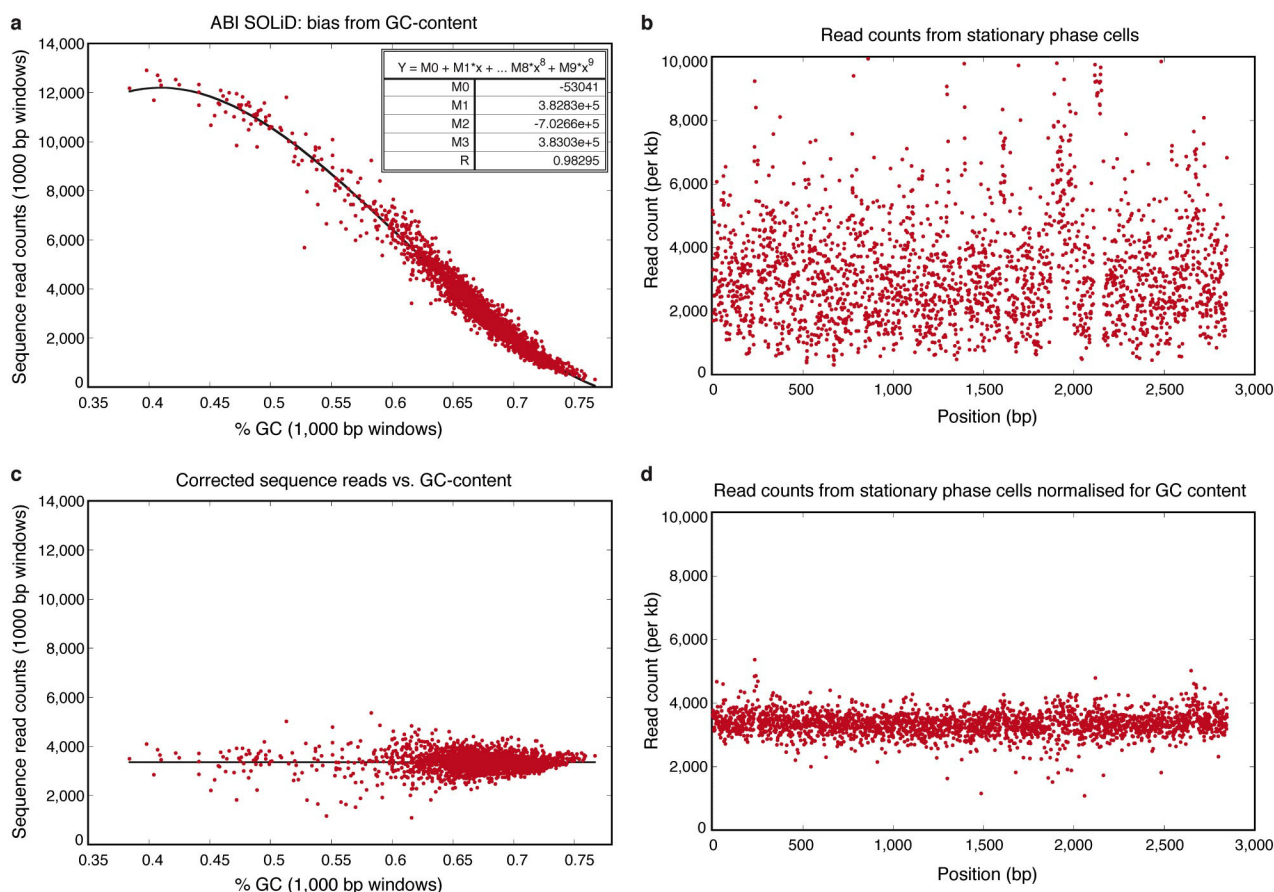 a
ABI SOLiD: bias from GC-content
14,000
12,000
10,000
8,000
6,000
4,000
2,000
0
Sequence read counts (1000 bp windows)
Y = M0 + M1*x + ... M8*x⁸ + M9*x⁹
M0 -53041
M1 3.8283e+5
M2 -7.0266e+5
M3 3.8303e+5
R 0.98295
0.35 0.4 0.45 0.5 0.55 0.6 0.65 0.7 0.75
% GC (1,000 bp windows)
b
Read counts from stationary phase cells
10,000
8,000
6,000
4,000
2,000
0
Read count (per kb)
0 500 1,000 1,500 2,000 2,500 3,000
Position (bp)
c
Corrected sequence reads vs. GC-content
14,000
12,000
10,000
8,000
6,000
4,000
2,000
0
Sequence read counts (1000 bp windows)
0.35 0.4 0.45 0.5 0.55 0.6 0.65 0.7 0.75
% GC (1,000 bp windows)
d
Read counts from stationary phase cells normalised for GC content
10,000
8,000
6,000
4,000
2,000
0
Read count (per kb)
0 500 1,000 1,500 2,000 2,500 3,000
Position (bp)